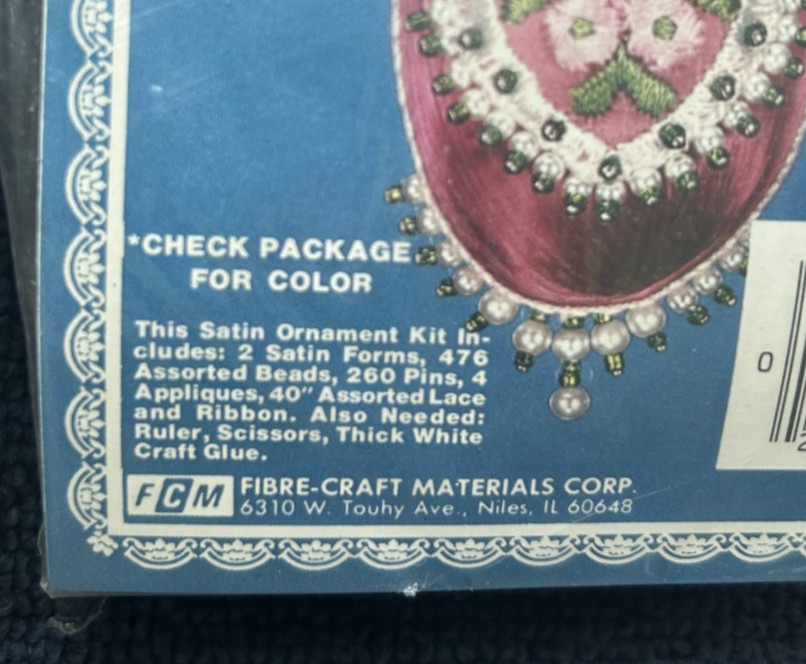 *CHECK PACKAGE
FOR COLOR
This Satin Ornament Kit In-
cludes: 2 Satin Forms, 476
Assorted Beads, 260 Pins, 4
Appliques, 40" Assorted Lace
and Ribbon. Also Needed:
Ruler, Scissors, Thick White
Craft Glue.
FCM FIBRE-CRAFT MATERIALS CORP.
6310 W. Touhy Ave., Niles, IL 60648
0